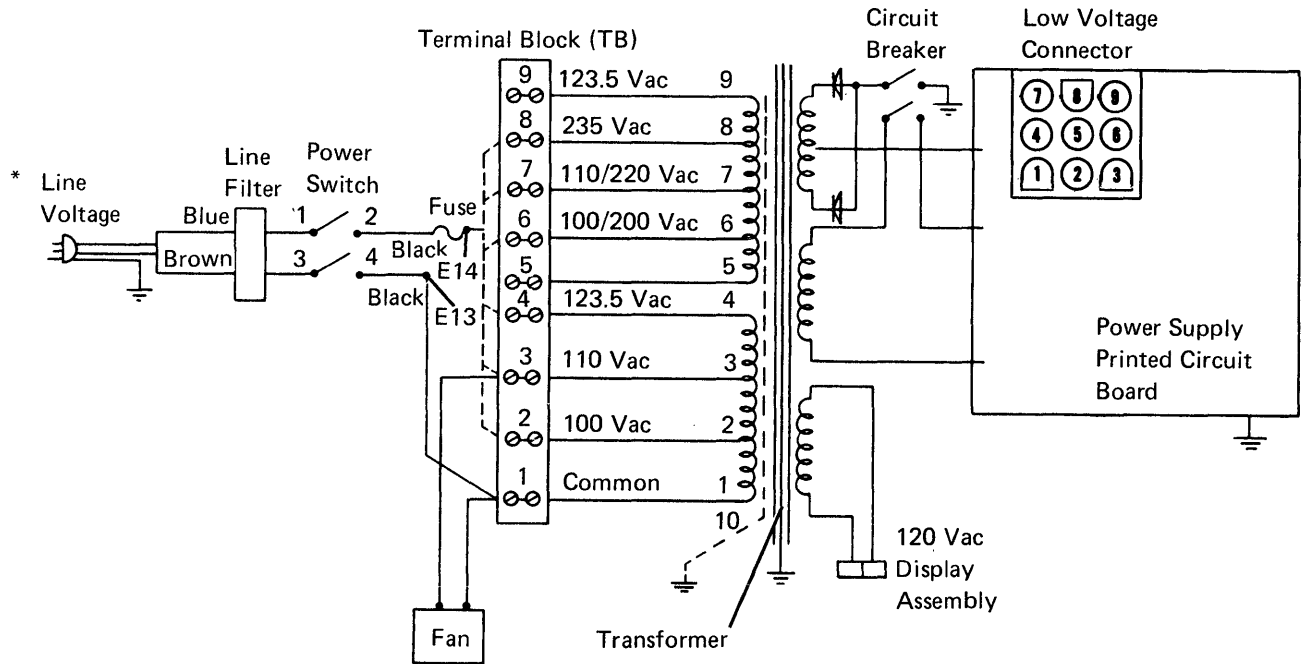 Terminal Block (TB)
Circuit
Breaker
Low Voltage
Connector
* Line
Voltage
Blue
Brown
Line
Filter
Power
Switch
1 2
3 4
Fuse
Black
E14
Black
E13
9 123.5 Vac 9
8 235 Vac 8
7 110/220 Vac 7
6 100/200 Vac 6
5 5
4 123.5 Vac 4
3 110 Vac 3
2 100 Vac 2
1 Common 1
10
7 8 9
4 5 6
1 2 3
Power Supply
Printed Circuit
Board
120 Vac
Display
Assembly
Fan
Transformer